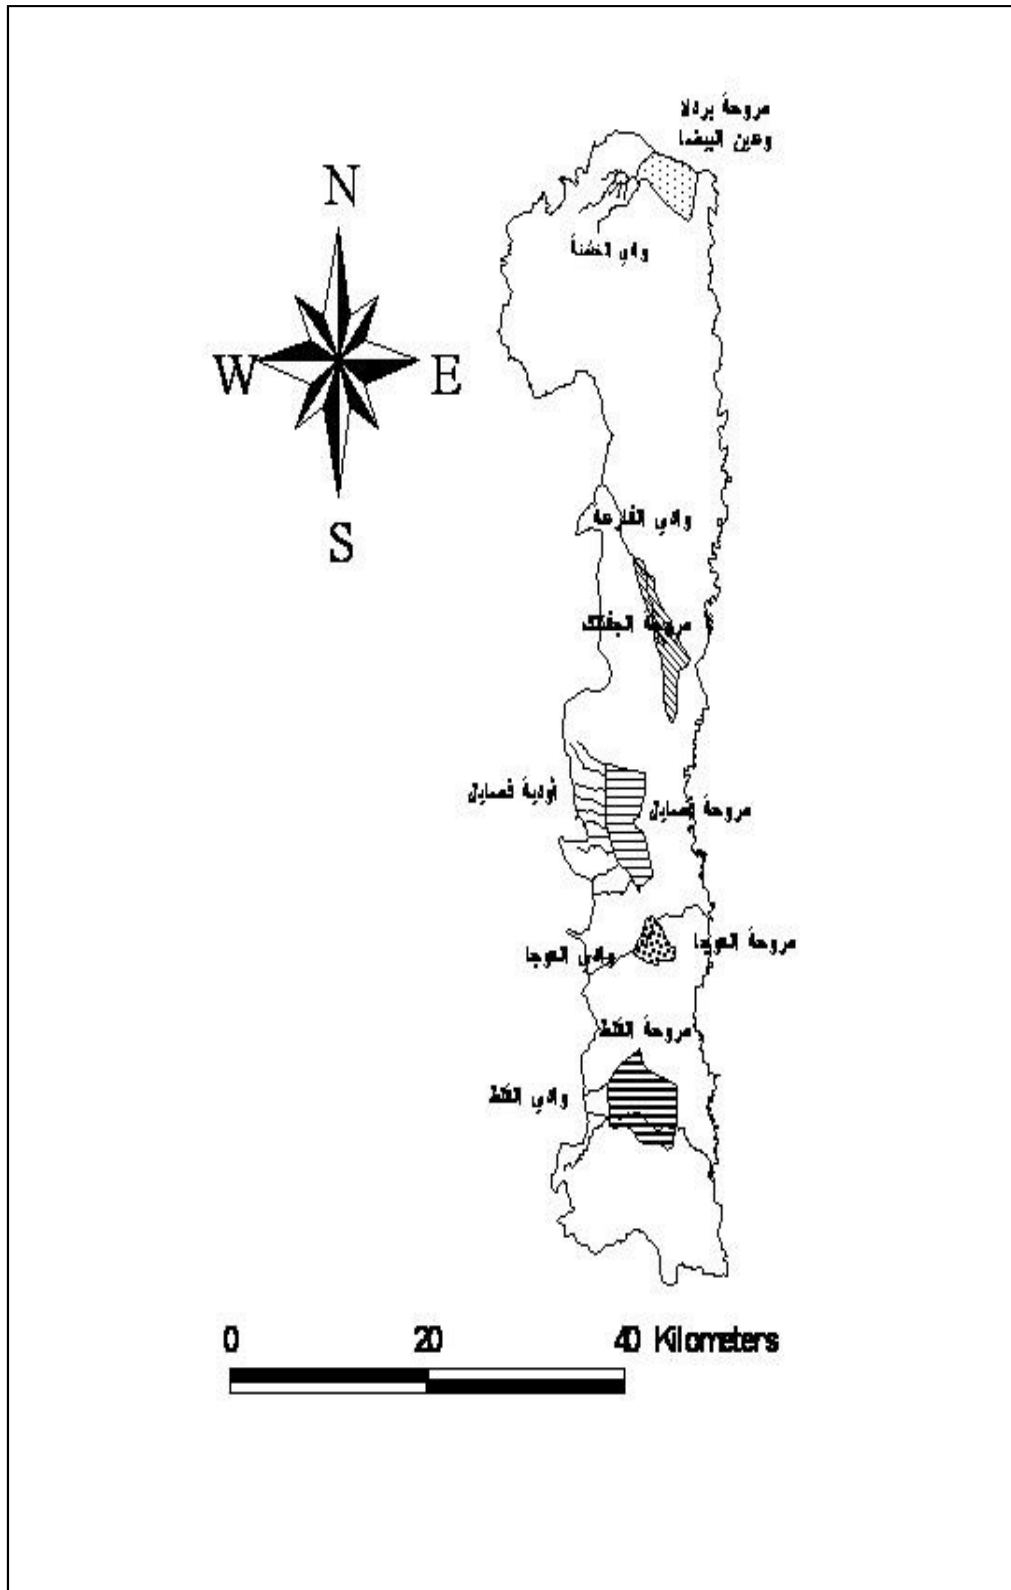 مروحة بردلا
وعين البيضا
N
وادي الخشنة
W
E
وادي الفارعة
S
مروحة الجفتلك
أودية فصايل
مروحة فصايل
مروحة العوجا
وادي العوجا
مروحة القلط
وادي القلط
0 20 40 Kilometers